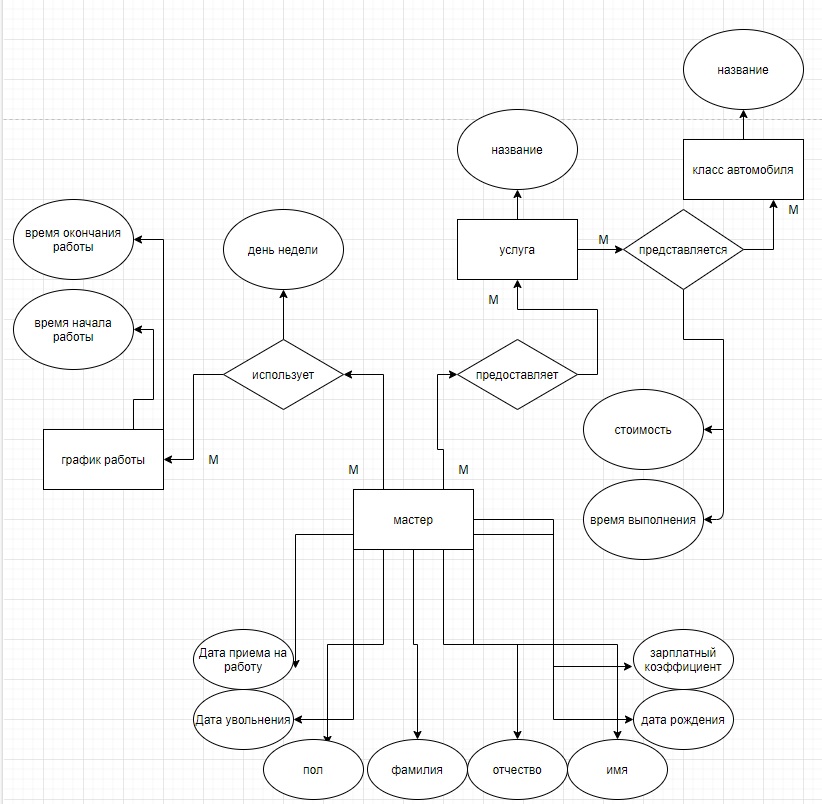 название
название
класс автомобиля
М
время окончания
работы
день недели
М
услуга
представляется
М
время начала
работы
использует
предоставляет
стоимость
график работы
М
М
М
мастер
время выполнения
Дата приема на
работу
зарплатный
коэффициент
Дата увольнения
дата рождения
пол
фамилия
отчество
имя